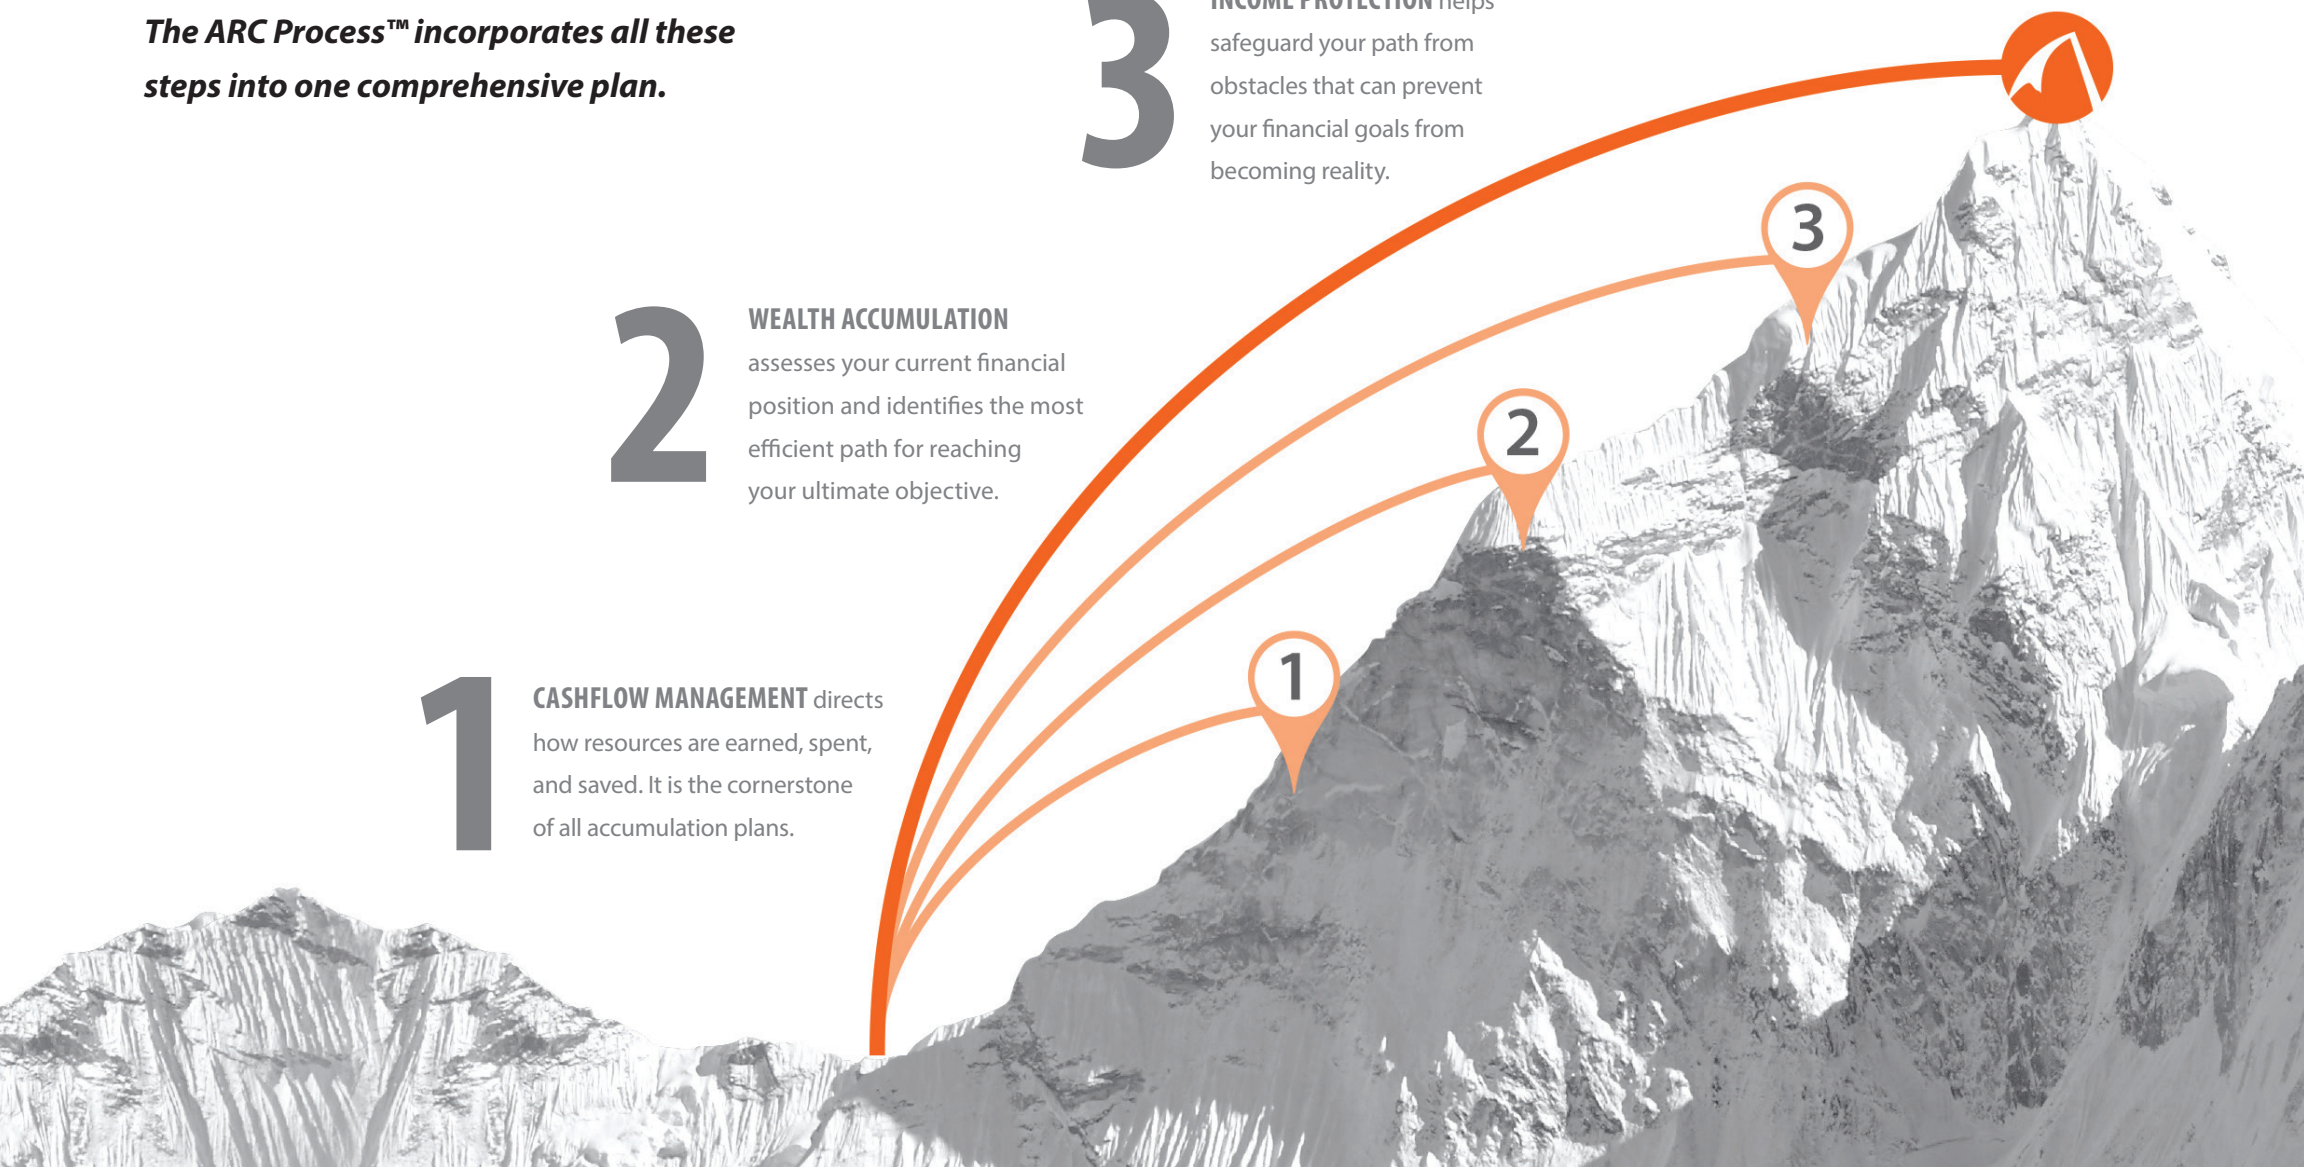 The ARC Process™ incorporates all these
steps into one comprehensive plan.
3
INCOME PROTECTION helps
safeguard your path from
obstacles that can prevent
your financial goals from
becoming reality.
2
WEALTH ACCUMULATION
assesses your current financial
position and identifies the most
efficient path for reaching
your ultimate objective.
1
CASHFLOW MANAGEMENT directs
how resources are earned, spent,
and saved. It is the cornerstone
of all accumulation plans.
3
2
1